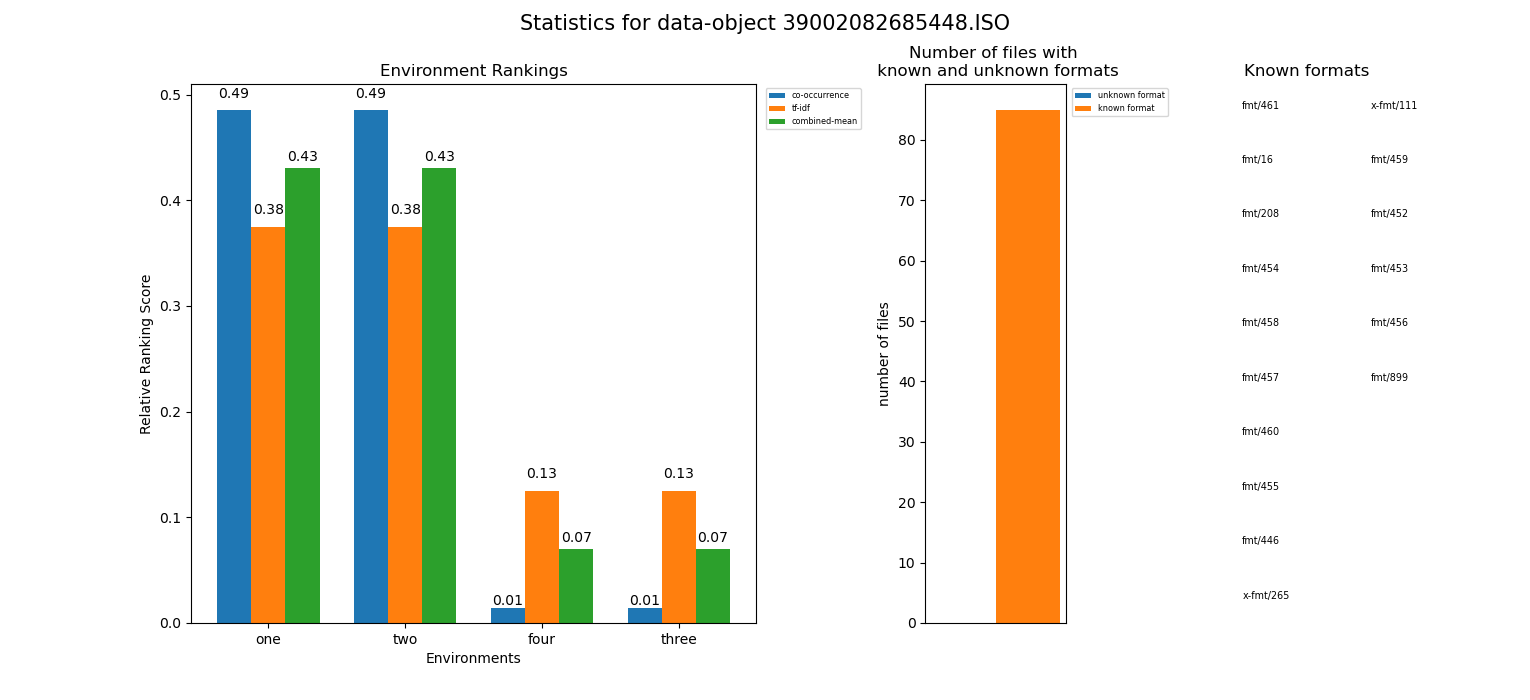 Statistics for data-object 39002082685448.ISO
Environment Rankings
0.5
0.4
0.3
0.2
0.1
0.0
Relative Ranking Score
0.49
0.38
0.43
0.49
0.38
0.43
0.01
0.13
0.07
0.01
0.13
0.07
one
two
four
three
Environments
co-occurrence
tf-idf
combined-mean
Number of files with
known and unknown formats
80
70
60
50
40
30
20
10
0
number of files
unknown format
known format
Known formats
fmt/461
x-fmt/111
fmt/16
fmt/459
fmt/208
fmt/452
fmt/454
fmt/453
fmt/458
fmt/456
fmt/457
fmt/899
fmt/460
fmt/455
fmt/446
x-fmt/265